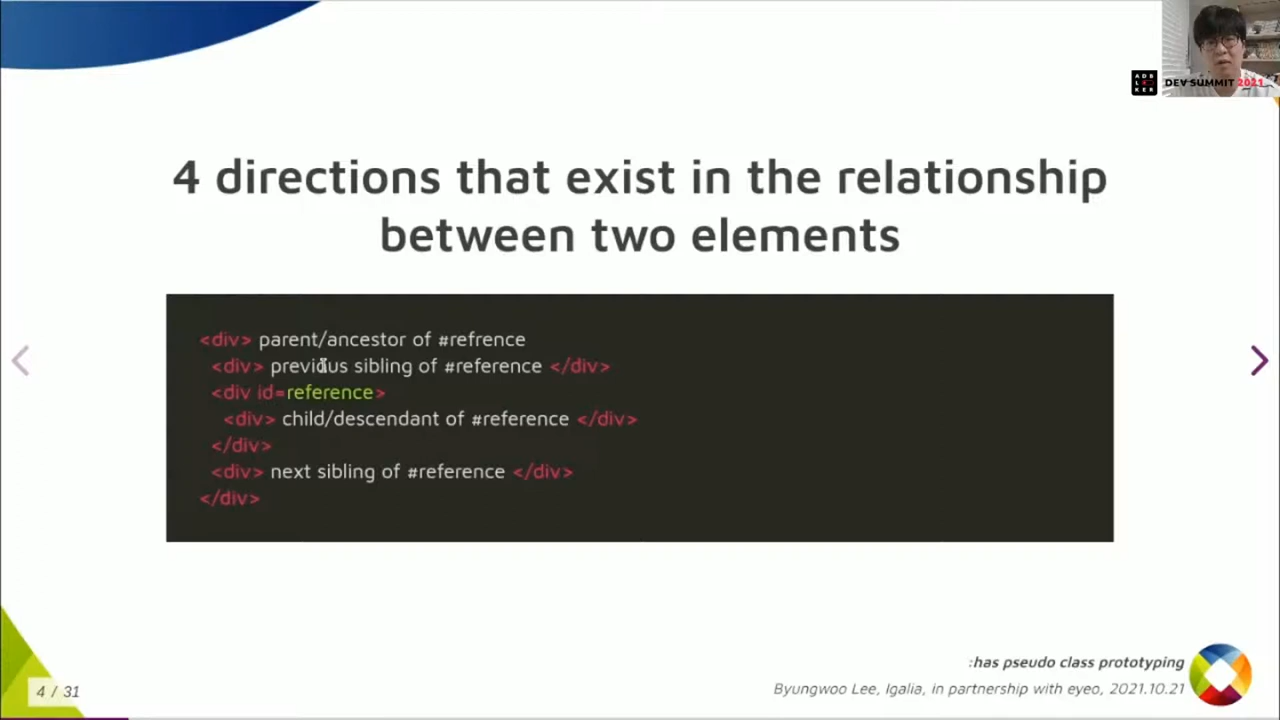 AD B
L CK
KER
DEV SUMMIT 2021
4 directions that exist in the relationship
between two elements
<div> parent/ancestor of #refrence
<div> previous sibling of #reference </div>
<div id=reference>
<div> child/descendant of #reference </div>
</div>
<div> next sibling of #reference </div>
</div>
:has pseudo class prototyping
Byungwoo Lee, Igalia, in partnership with eyeo, 2021.10.21
4 / 31